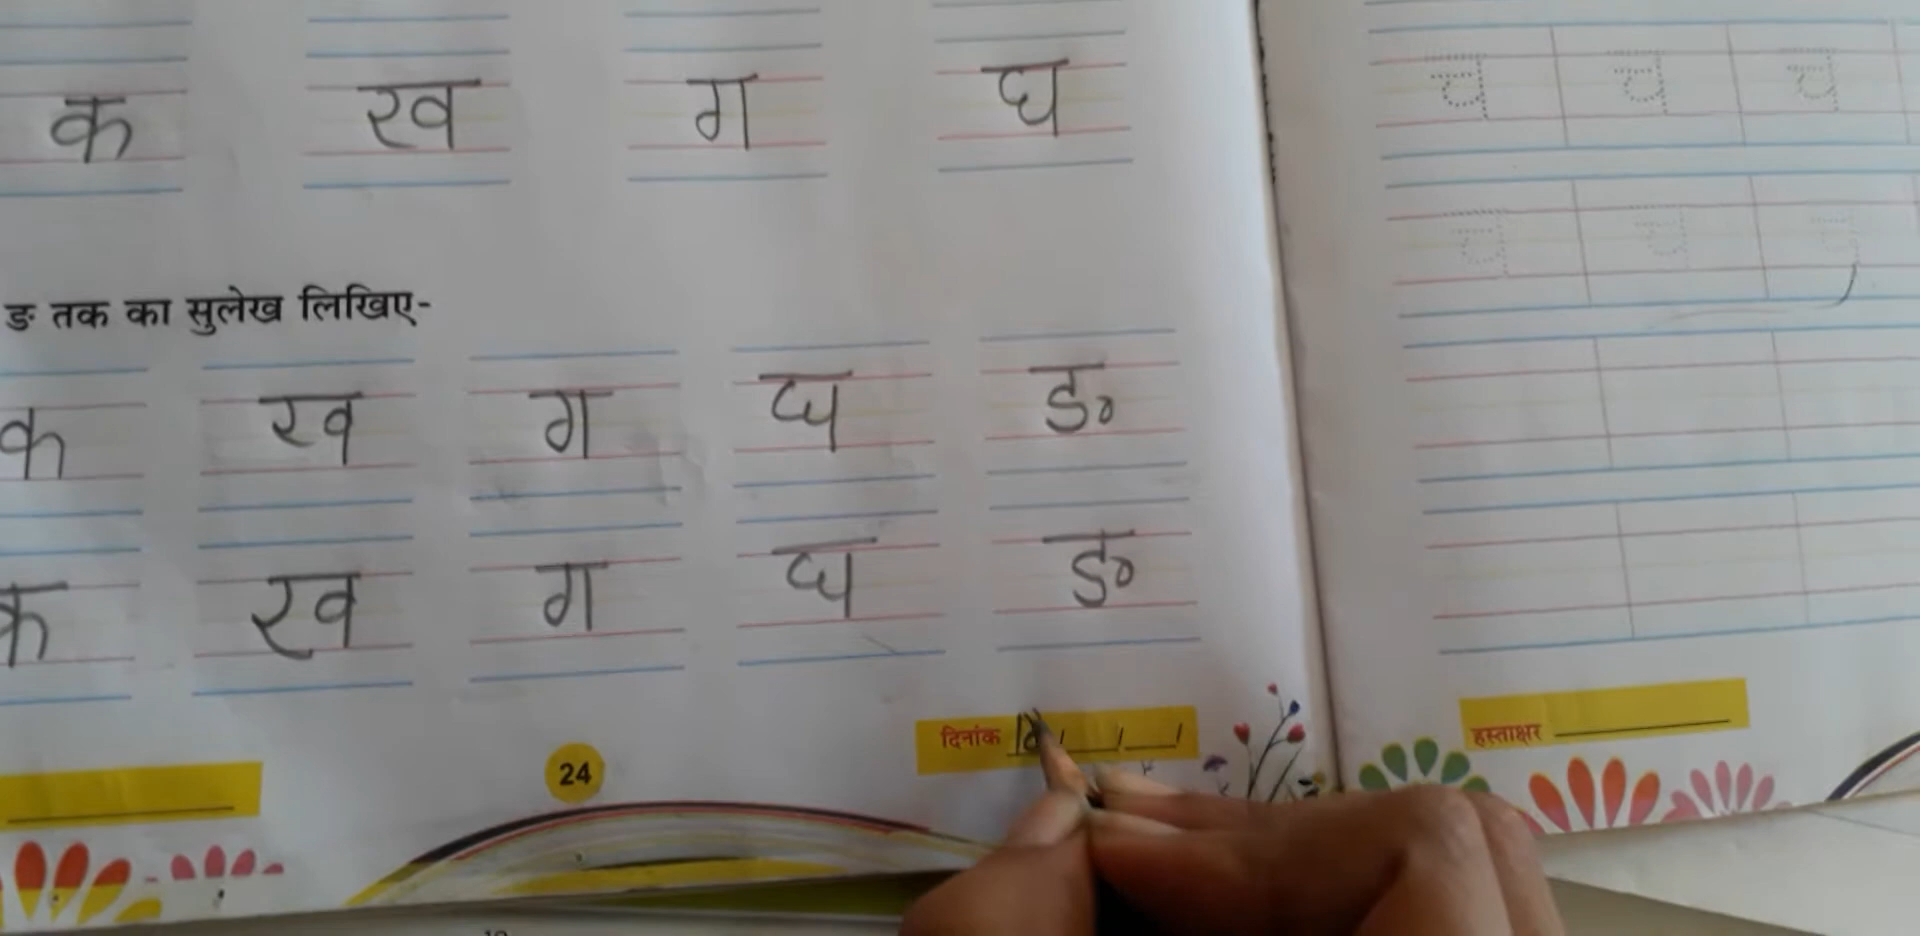 क ख ग घ
ङ तक का सुलेख लिखिए-
क ख ग घ ङ
क ख ग घ ङ
दिनांक
24
च च च
च च च
हस्ताक्षर